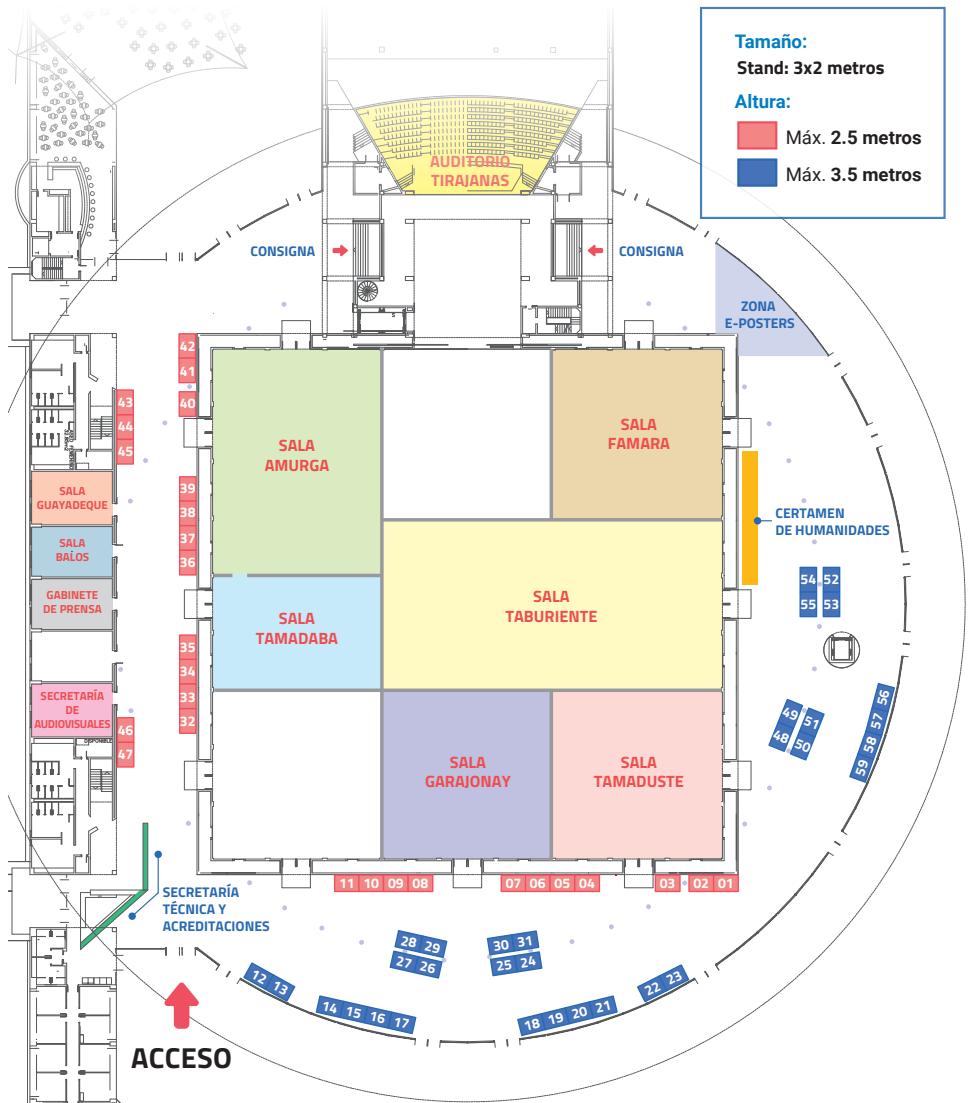 Tamaño:
Stand: 3x2 metros
Altura:
Máx. 2.5 metros
Máx. 3.5 metros
AUDITORIO
TIRAJANAS
CONSIGNA
CONSIGNA
ZONA
E-POSTERS
42
41
40
43
44
45
SALA
AMURGA
SALA
FAMARA
39
38
37
36
SALA
GUAYADEQUE
SALA
BALOS
GABINETE
DE PRENSA
CERTAMEN
DE HUMANIDADES
54
52
55
53
SALA
TAMADABA
SALA
TABURIENTE
35
34
33
32
SECRETARÍA
DE
AUDIOVISUALES
46
DISPONIBLE
47
49
51
48
50
56
57
58
59
SALA
GARAJONAY
SALA
TAMADUSTE
11
10
09
08
07
06
05
04
03
02
01
SECRETARÍA
TÉCNICA Y
ACREDITACIONES
28
29
27
26
30
31
25
24
12
13
14
15
16
17
18
19
20
21
22
23
ACCESO